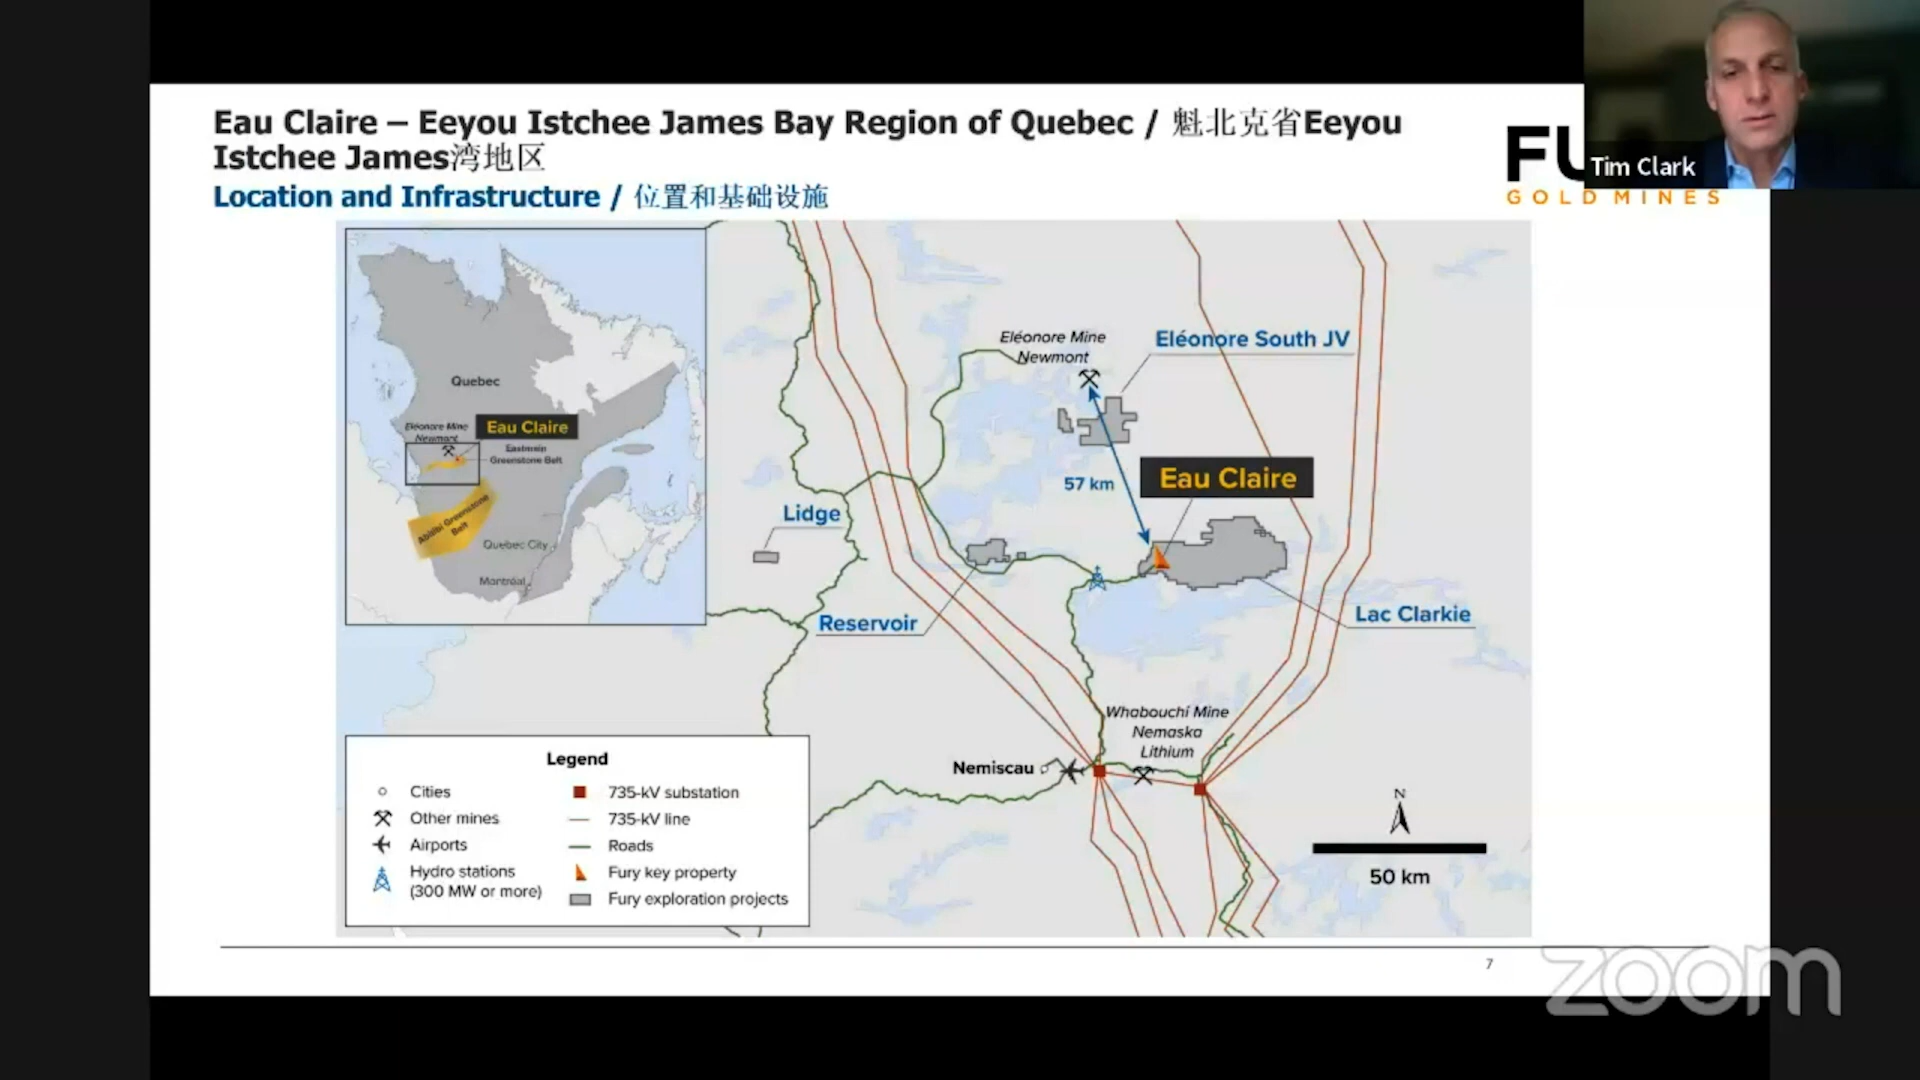 Eau Claire – Eeyou Istchee James Bay Region of Quebec / 魁北克省Eeyou
Istchee James湾地区
Location and Infrastructure / 位置和基础设施
FU
GOLD MINES
Tim Clark
Quebec
Eléonore Mine
Newmont
Eau Claire
Eastmain
Greenstone Belt
Abitibi Greenstone
Belt
Quebec City
Montréal
Eléonore Mine
Newmont
Eléonore South JV
57 km
Eau Claire
Lidge
Reservoir
Lac Clarkie
Whabouchi Mine
Nemaska
Lithium
Nemiscau
N
50 km
Legend
Cities
Other mines
Airports
Hydro stations
(300 MW or more)
735-kV substation
735-kV line
Roads
Fury key property
Fury exploration projects
7
zoom